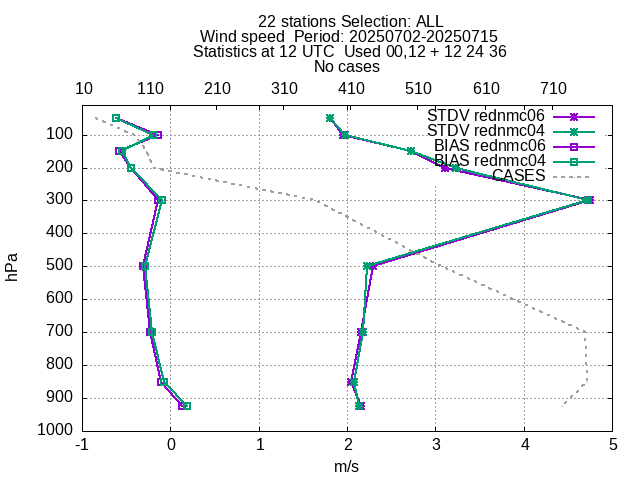 22 stations Selection: ALL
Wind speed  Period: 20250702-20250715
Statistics at 12 UTC  Used 00,12 + 12 24 36
No cases
10 110 210 310 410 510 610 710
STDV rednmc06
STDV rednmc04
BIAS rednmc06
BIAS rednmc04
CASES
100
200
300
400
500
600
700
800
900
1000
hPa
-1 0 1 2 3 4 5
m/s